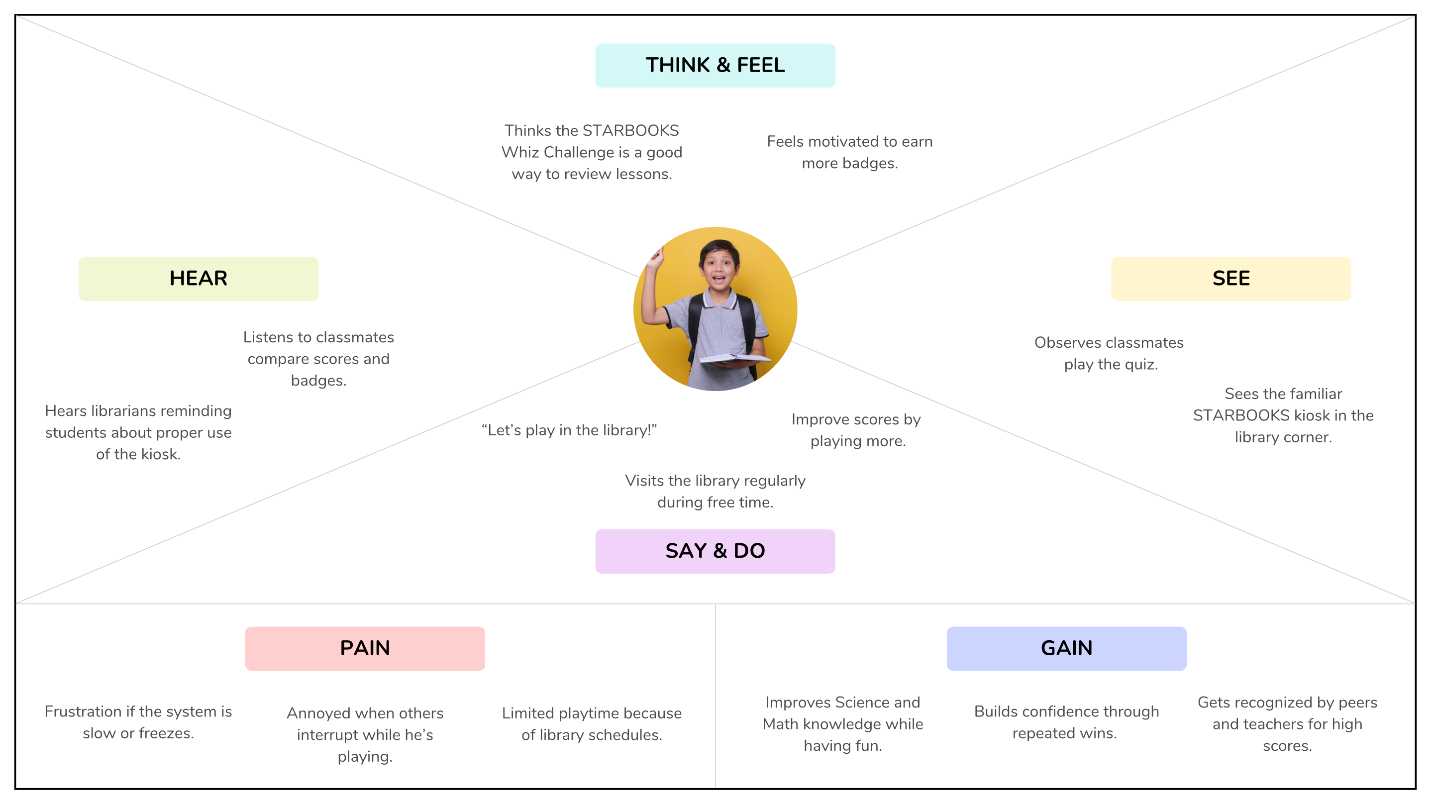 THINK & FEEL
Thinks the STARBOOKS
Whiz Challenge is a good
way to review lessons.
Feels motivated to earn
more badges.
HEAR
Listens to classmates
compare scores and
badges.
Hears librarians reminding
students about proper use
of the kiosk.
SEE
Observes classmates
play the quiz.
Sees the familiar
STARBOOKS kiosk in the
library corner.
“Let’s play in the library!”
Improve scores by
playing more.
Visits the library regularly
during free time.
SAY & DO
PAIN
Frustration if the system is
slow or freezes.
Annoyed when others
interrupt while he’s
playing.
Limited playtime because
of library schedules.
GAIN
Improves Science and
Math knowledge while
having fun.
Builds confidence through
repeated wins.
Gets recognized by peers
and teachers for high
scores.